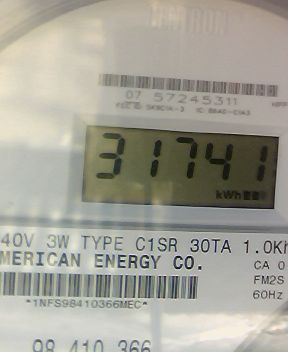 07 57245311
31741
kWh
40V 3W TYPE C1SR 30TA 1.0Kh
MERICAN ENERGY CO.
CA 0
FM2S
60Hz
*1NFS98410366MEC*
98 410 366